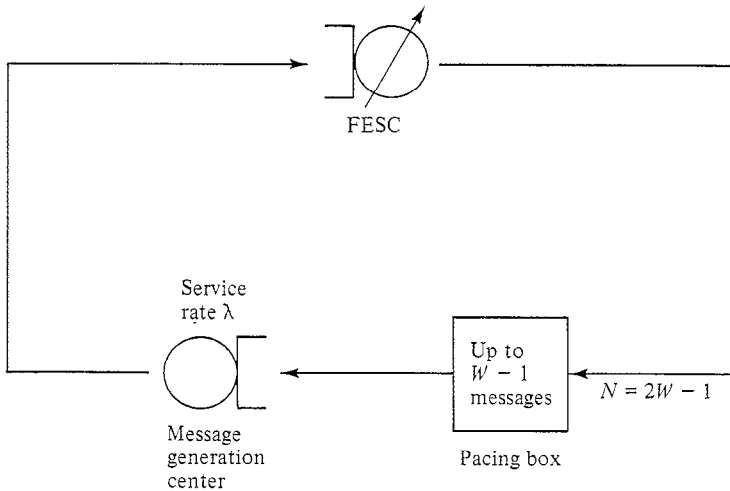 FESC
Service
rate λ
Up to
W − 1
messages
N = 2W − 1
Message
generation
center
Pacing box